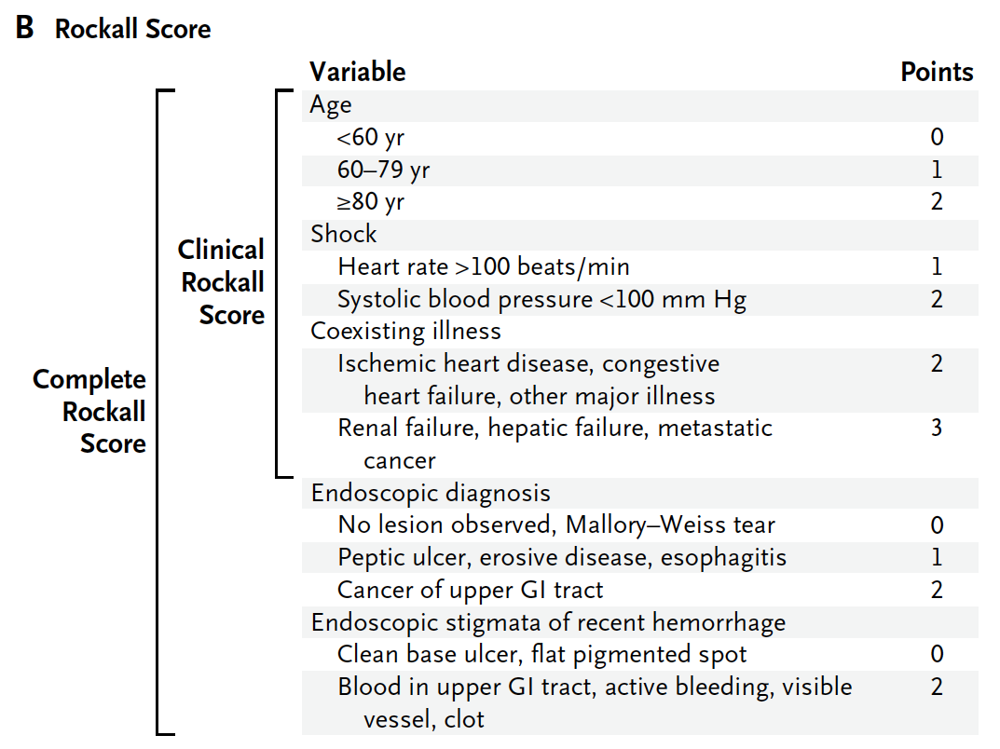 B Rockall Score
Variable Points
Age
<60 yr 0
60–79 yr 1
≥80 yr 2
Shock
Heart rate >100 beats/min 1
Systolic blood pressure <100 mm Hg 2
Coexisting illness
Ischemic heart disease, congestive 2
heart failure, other major illness
Renal failure, hepatic failure, metastatic 3
cancer
Endoscopic diagnosis
No lesion observed, Mallory–Weiss tear 0
Peptic ulcer, erosive disease, esophagitis 1
Cancer of upper GI tract 2
Endoscopic stigmata of recent hemorrhage
Clean base ulcer, flat pigmented spot 0
Blood in upper GI tract, active bleeding, visible 2
vessel, clot
Clinical
Rockall
Score
Complete
Rockall
Score